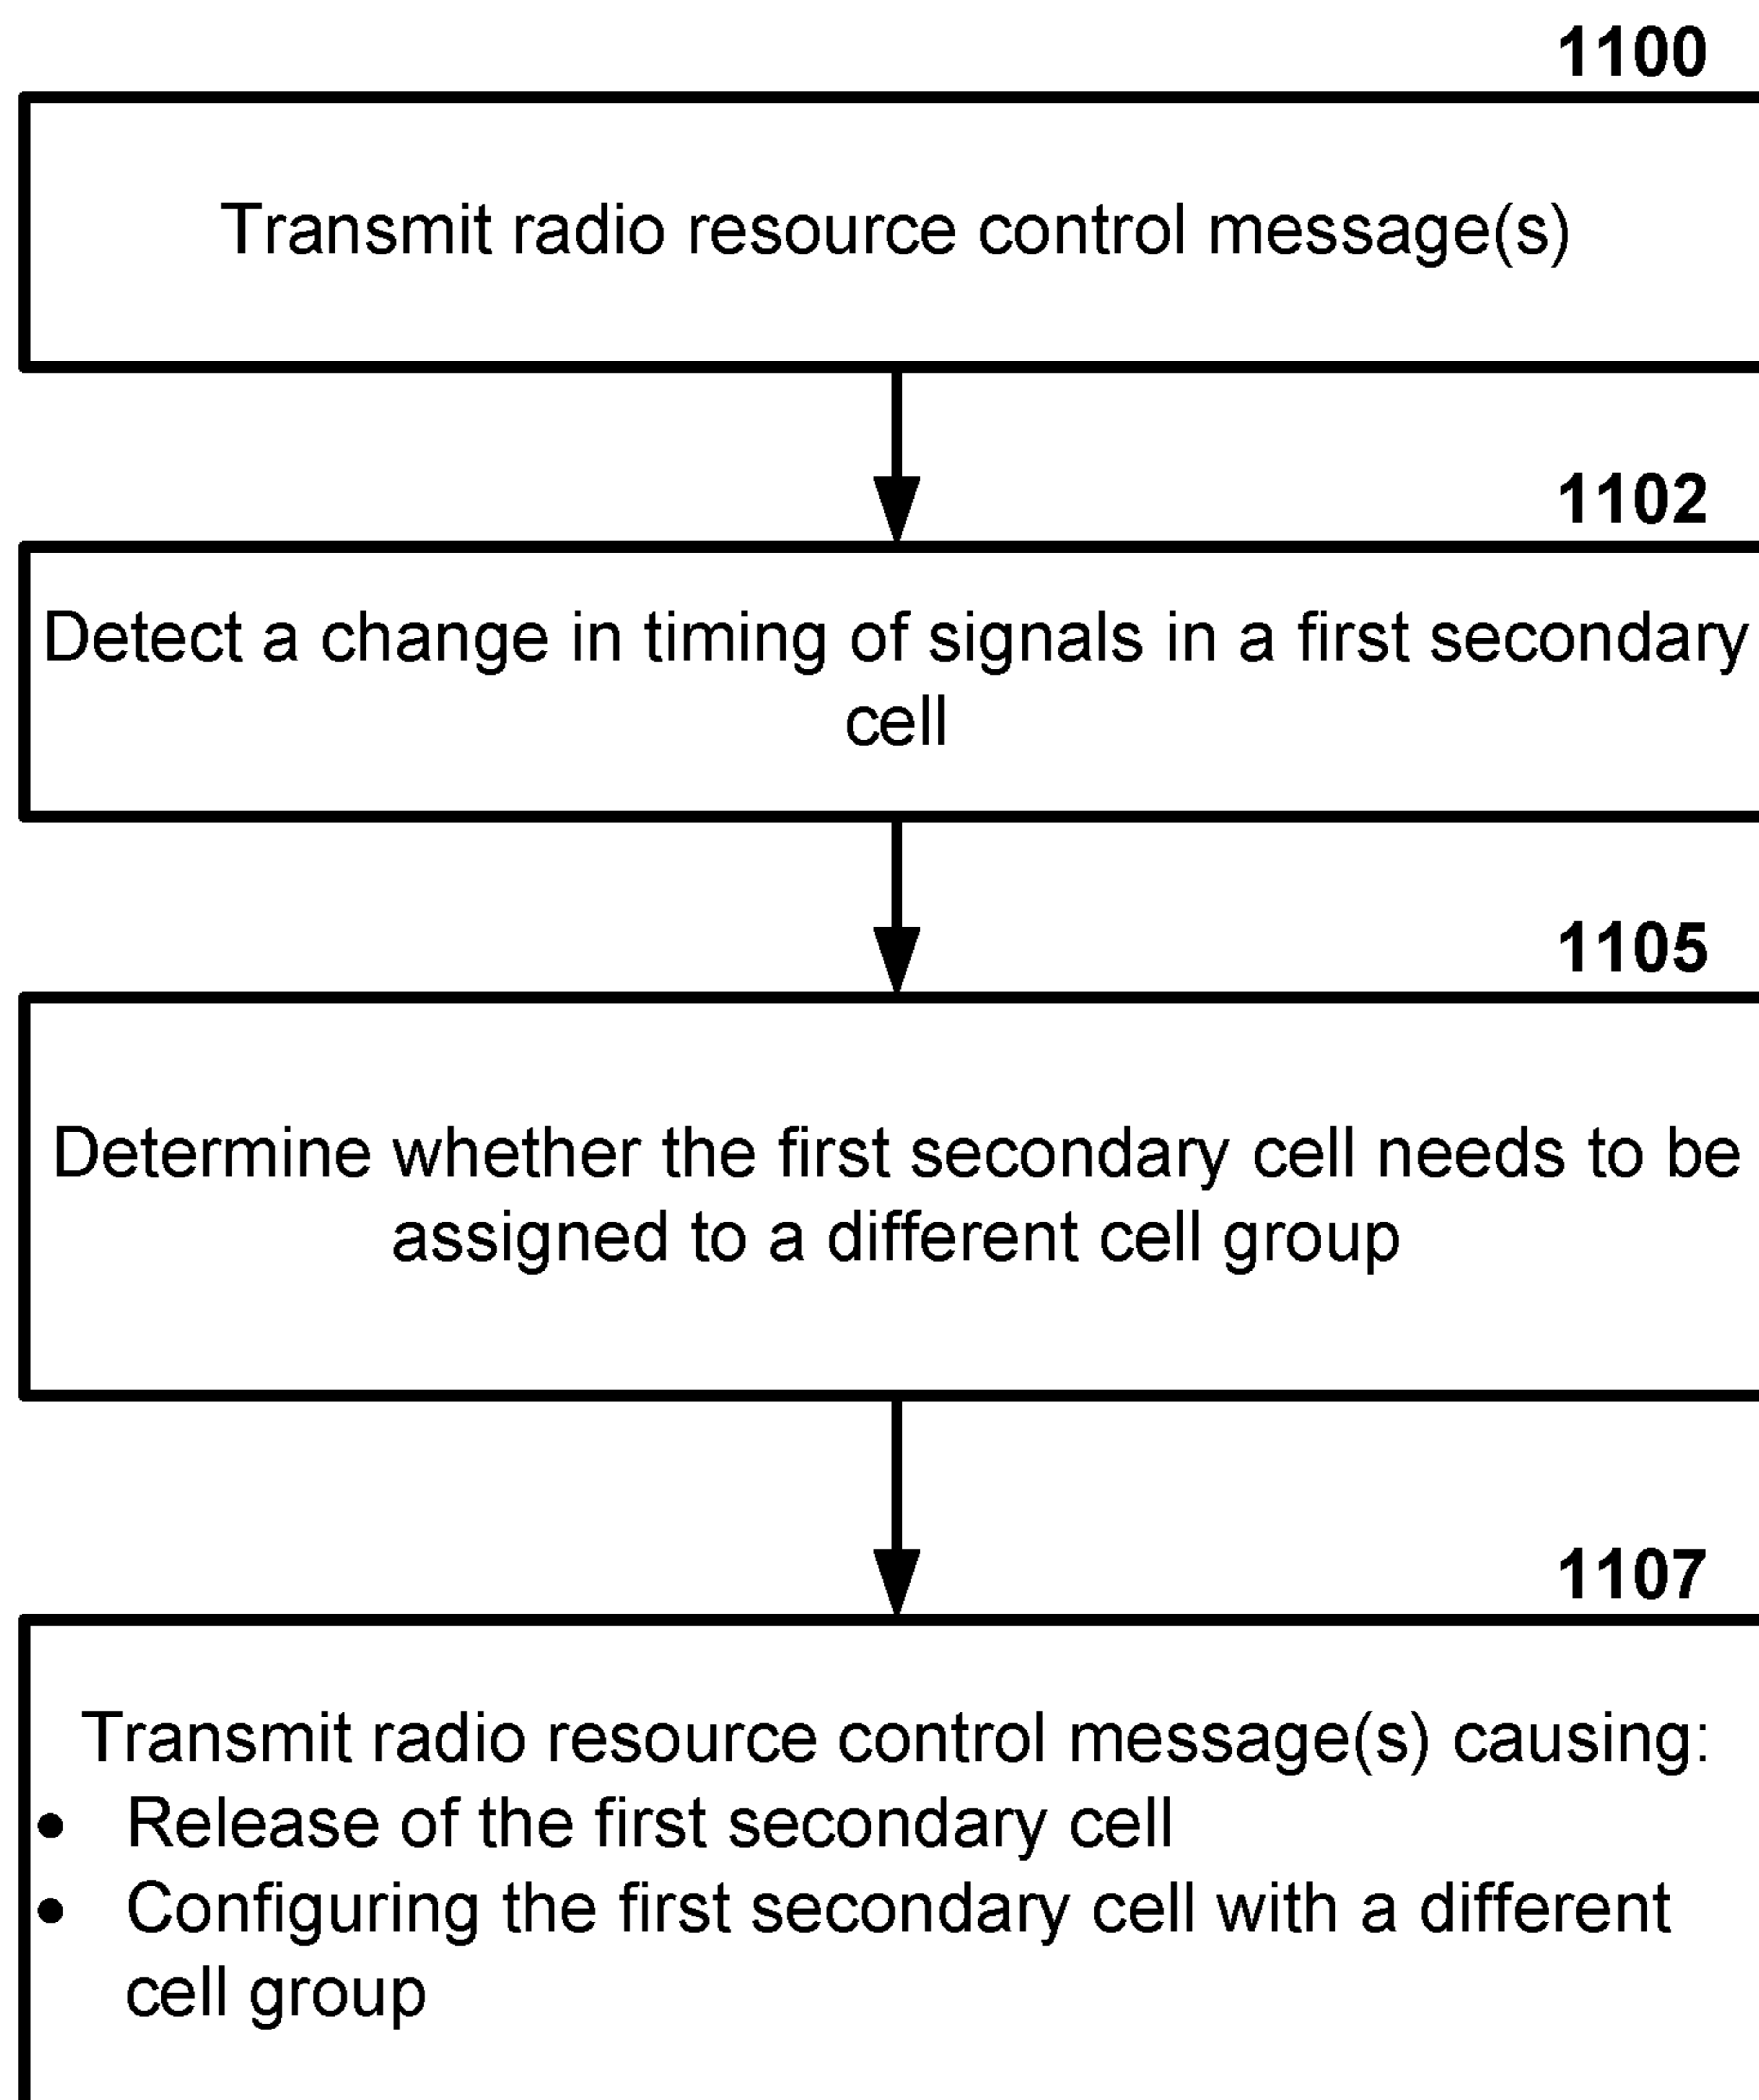 1100
Transmit radio resource control message(s)
1102
Detect a change in timing of signals in a first secondary
cell
1105
Determine whether the first secondary cell needs to be
assigned to a different cell group
1107
Transmit radio resource control message(s) causing:
• Release of the first secondary cell
• Configuring the first secondary cell with a different
cell group